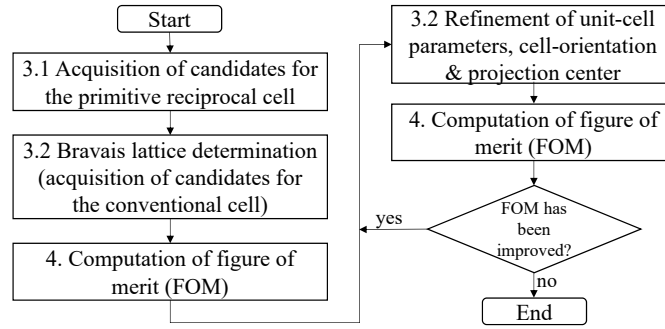 Start
3.1 Acquisition of candidates for
the primitive reciprocal cell
3.2 Bravais lattice determination
(acquisition of candidates for
the conventional cell)
4. Computation of figure of
merit (FOM)
3.2 Refinement of unit-cell
parameters, cell-orientation
& projection center
4. Computation of figure of
merit (FOM)
FOM has
been
improved?
yes
no
End